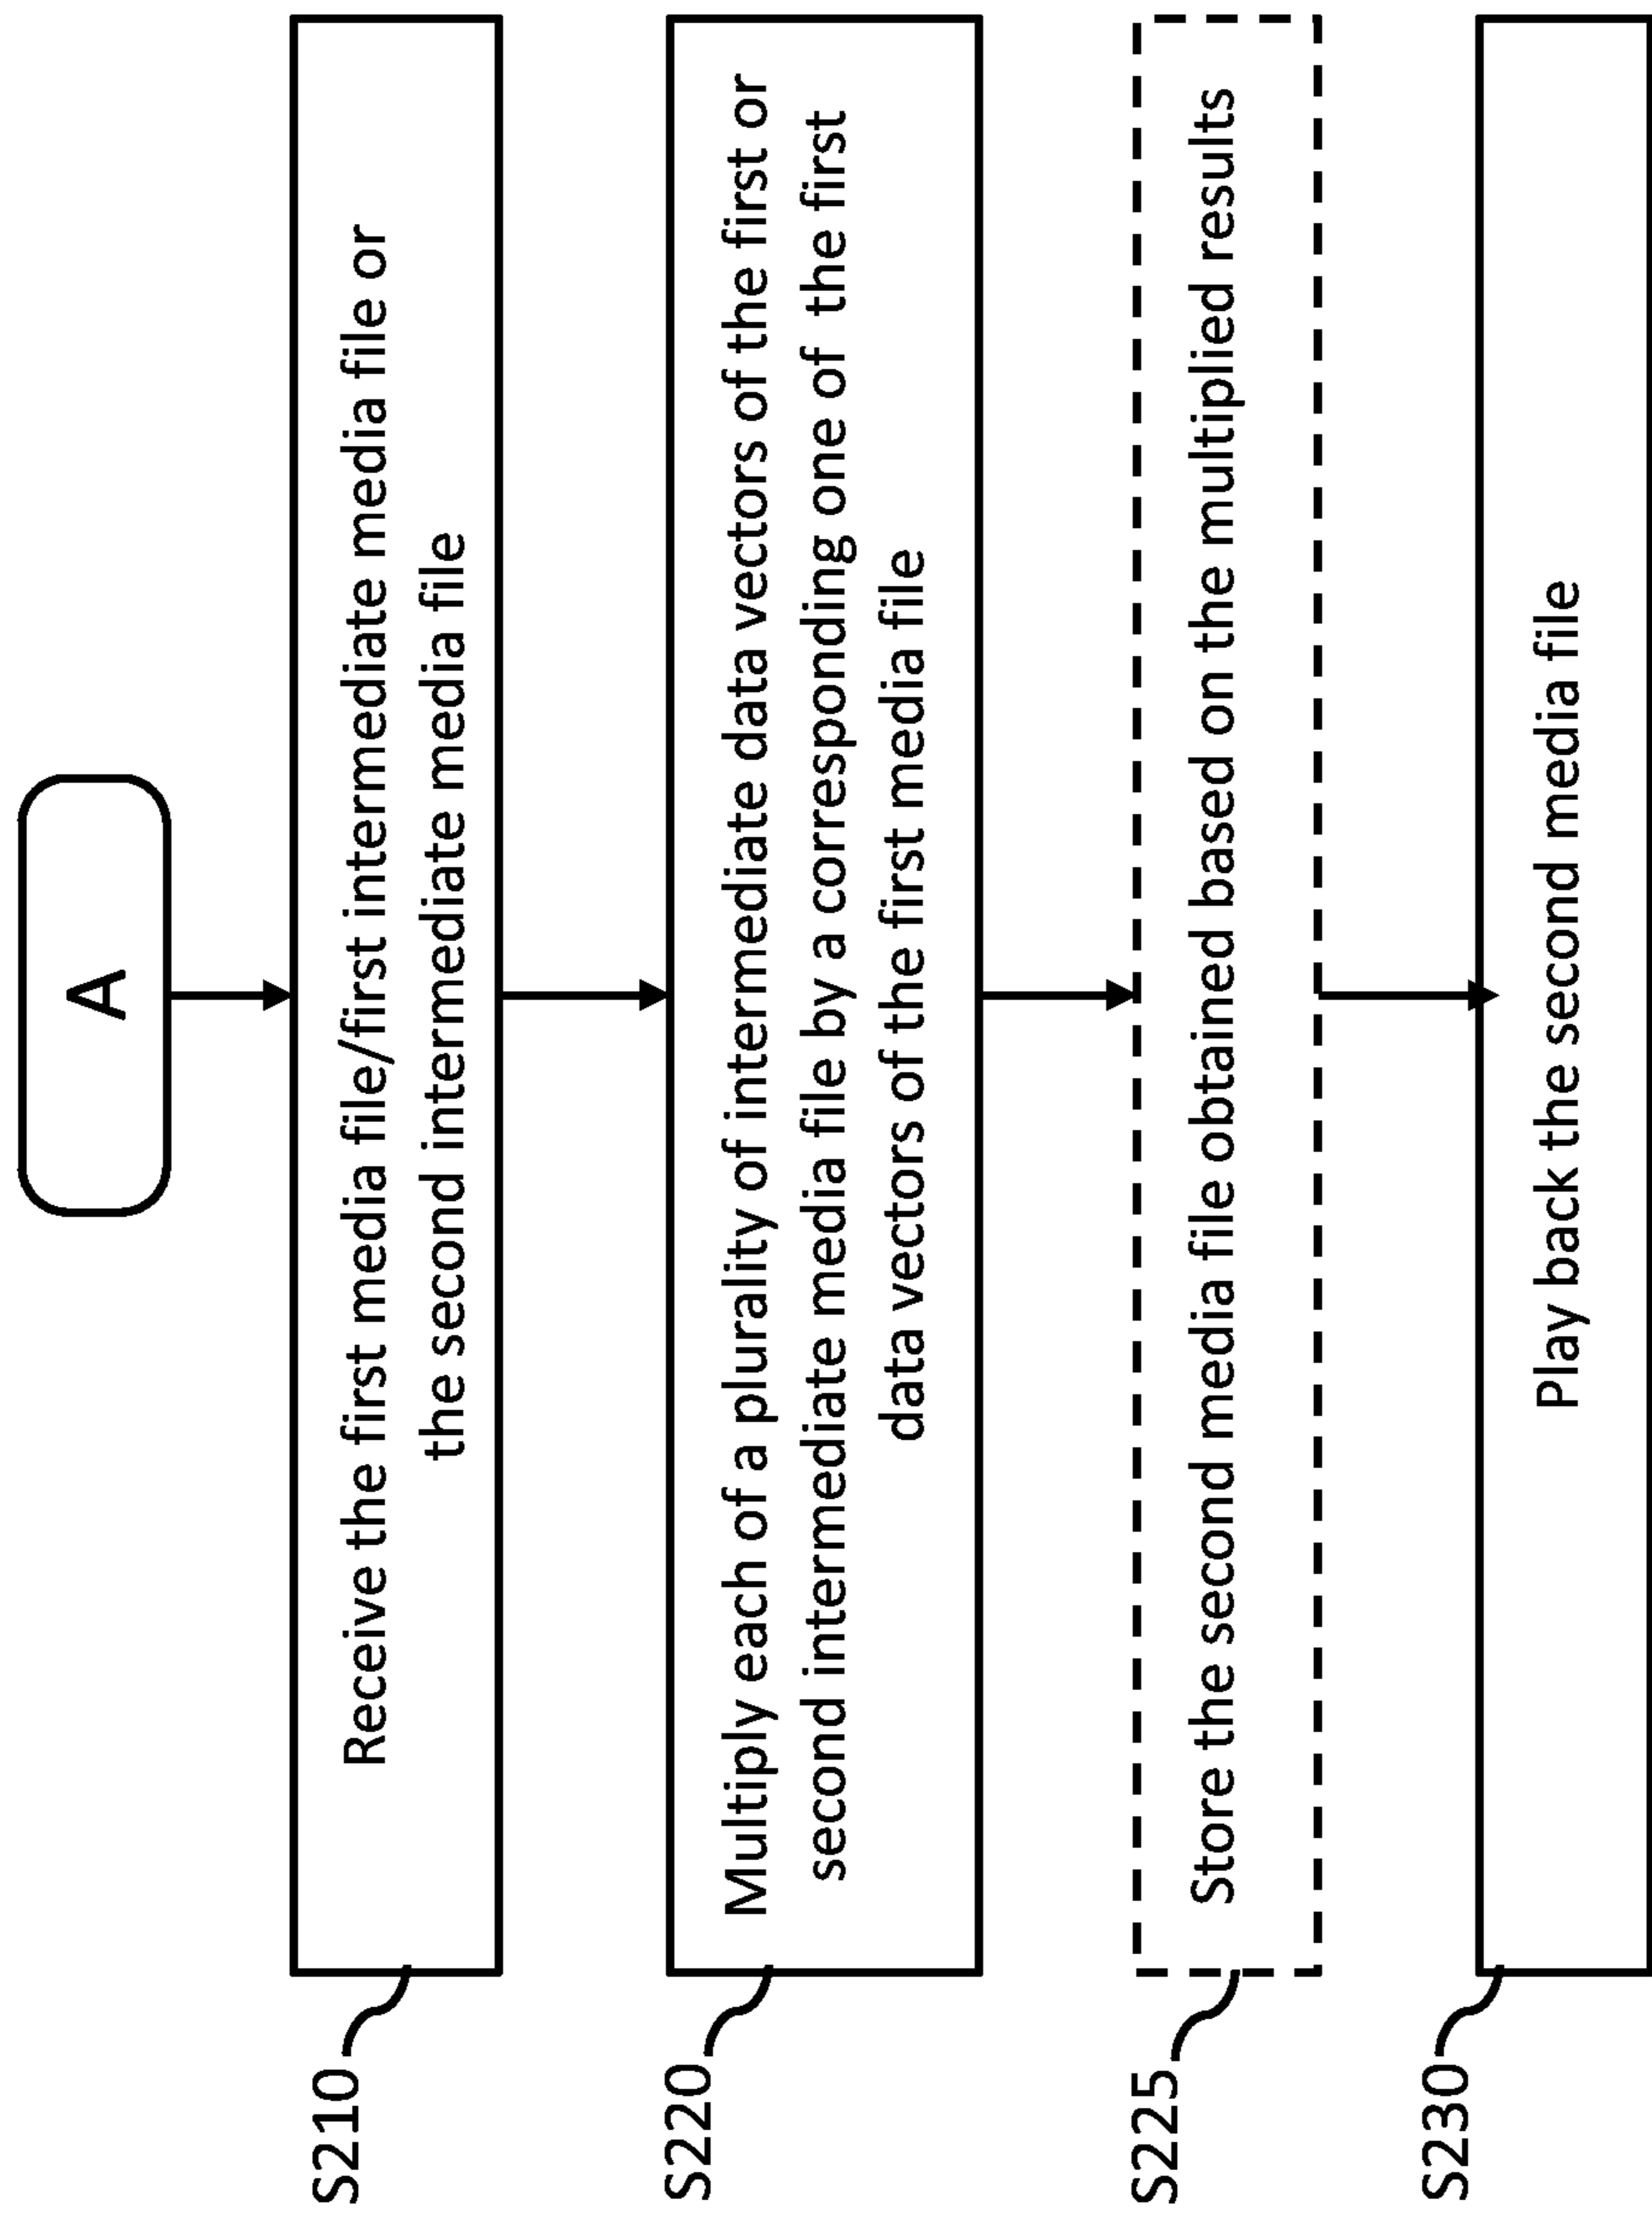 A
S210
Receive the first media file/first intermediate media file or
the second intermediate media file
S220
Multiply each of a plurality of intermediate data vectors of the first or
second intermediate media file by a corresponding one of the first
data vectors of the first media file
S225
Store the second media file obtained based on the multiplied results
S230
Play back the second media file